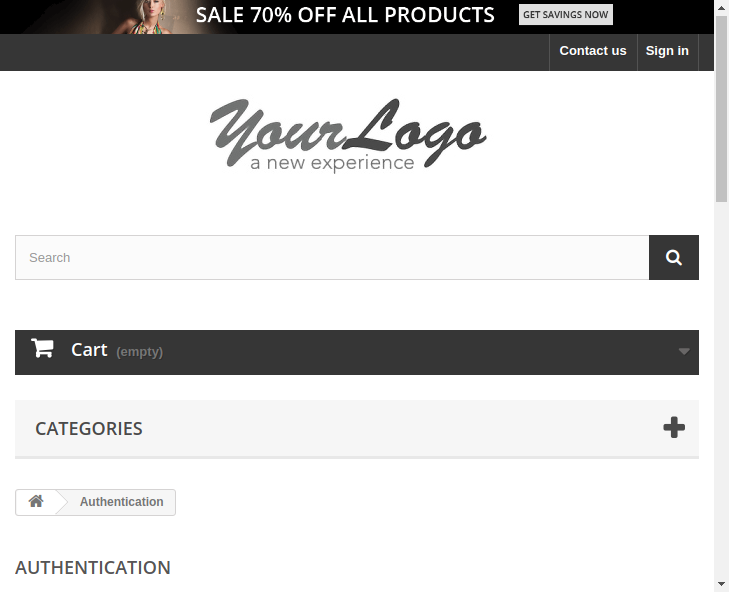 SALE 70% OFF ALL PRODUCTS GET SAVINGS NOW
Contact us Sign in
YourLogo
a new experience
Search
Cart (empty)
CATEGORIES
Authentication
AUTHENTICATION